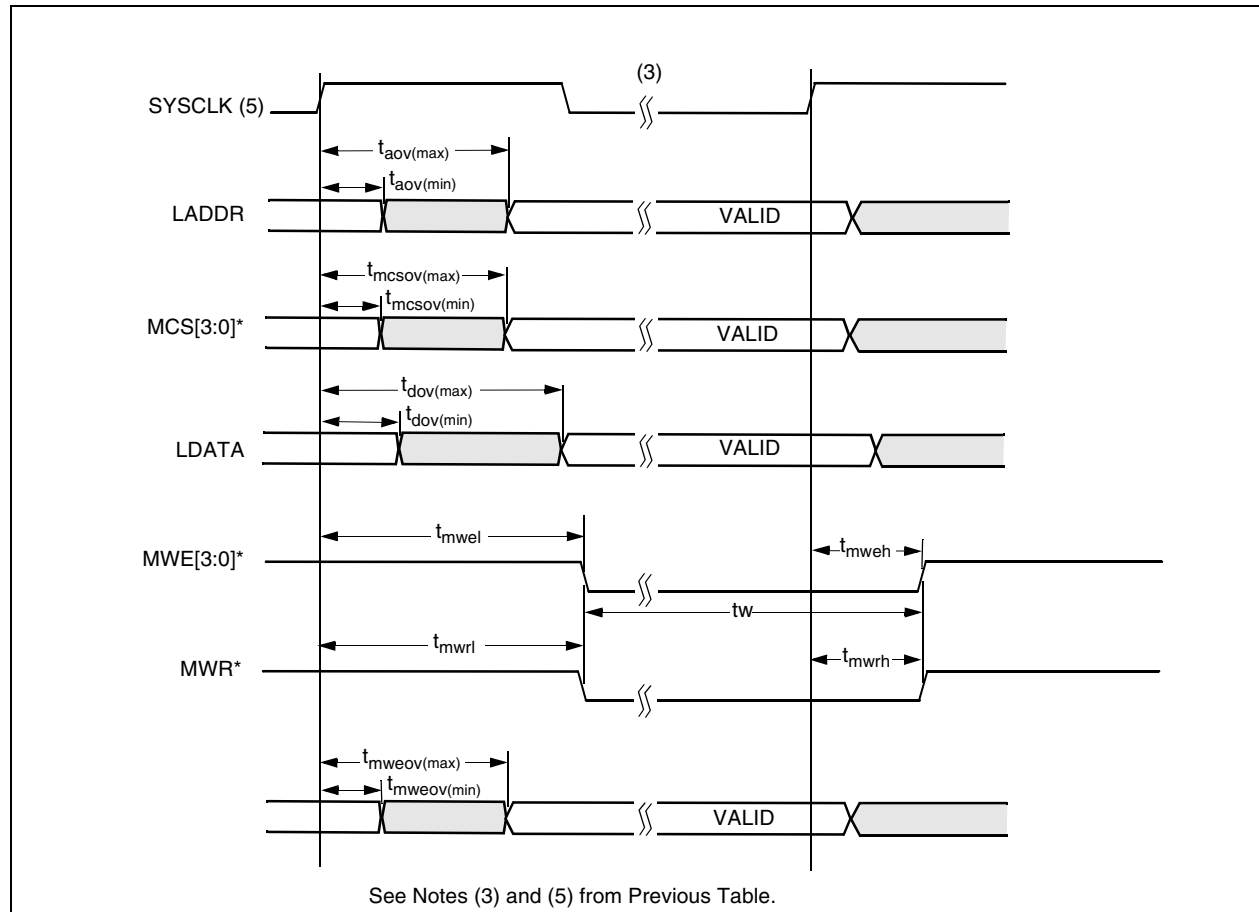 (3)
SYSCLK (5)
taov(max)
taov(min)
LADDR
VALID
tmcsov(max)
tmcsov(min)
MCS[3:0]*
VALID
tdov(max)
tdov(min)
LDATA
VALID
tmwel
tmweh
MWE[3:0]*
tw
tmwrl
tmwrh
MWR*
tmweov(max)
tmweov(min)
VALID
See Notes (3) and (5) from Previous Table.